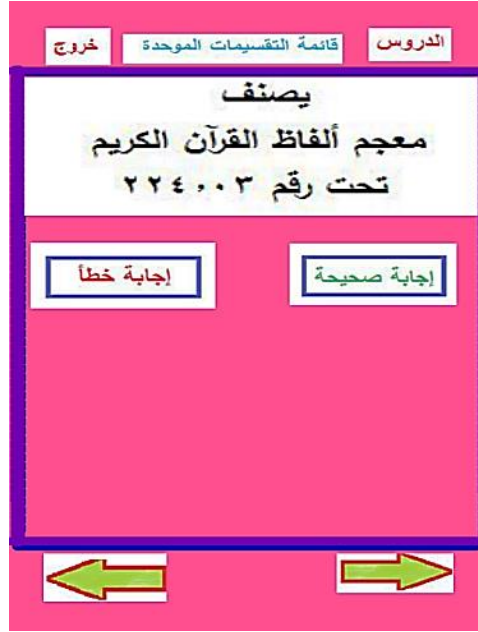 الدروس
قائمة التقسيمات الموحدة
خروج
يصنف
معجم ألفاظ القرآن الكريم
تحت رقم ٢٢٤,٠٠٣
إجابة صحيحة
إجابة خطأ